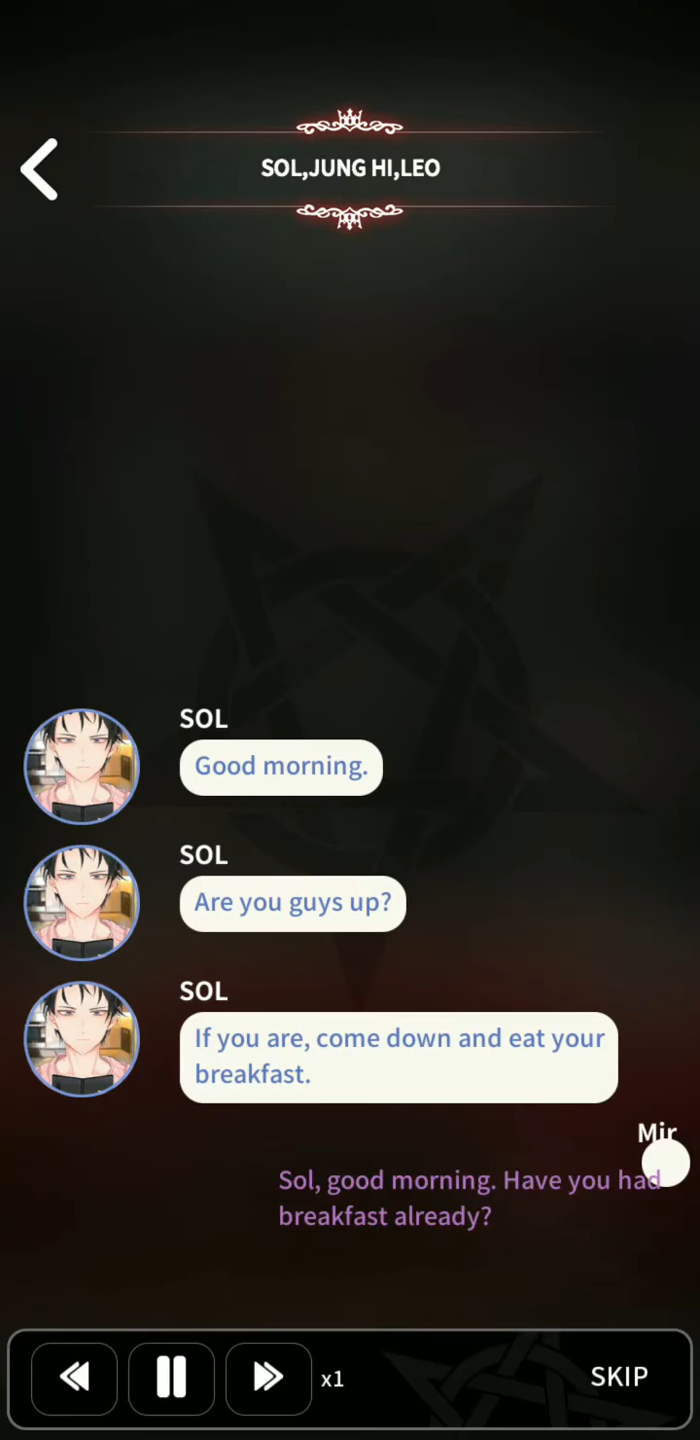 SOL,JUNG HI,LEO
SOL
Good morning.
SOL
Are you guys up?
SOL
If you are, come down and eat your
breakfast.
Mir
Sol, good morning. Have you had
breakfast already?
x1
SKIP